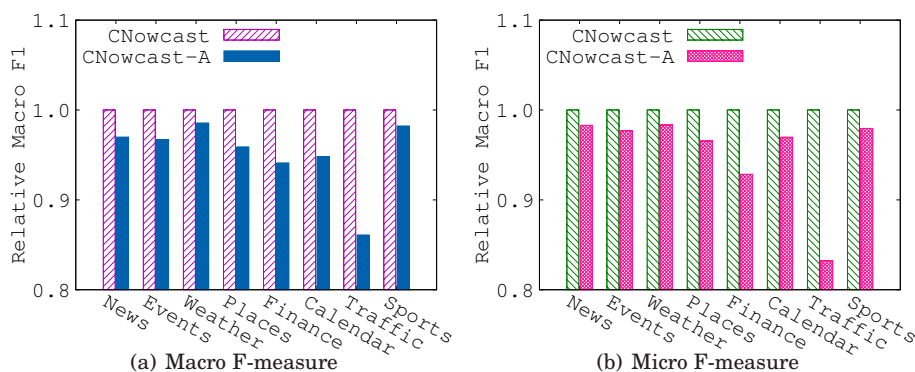 1.1
CNowcast
CNowcast-A
1.0
0.9
0.8
Relative Macro F1
News
Events
Weather
Places
Finance
Calendar
Traffic
Sports
(a) Macro F-measure
1.1
CNowcast
CNowcast-A
1.0
0.9
0.8
Relative Macro F1
News
Events
Weather
Places
Finance
Calendar
Traffic
Sports
(b) Micro F-measure